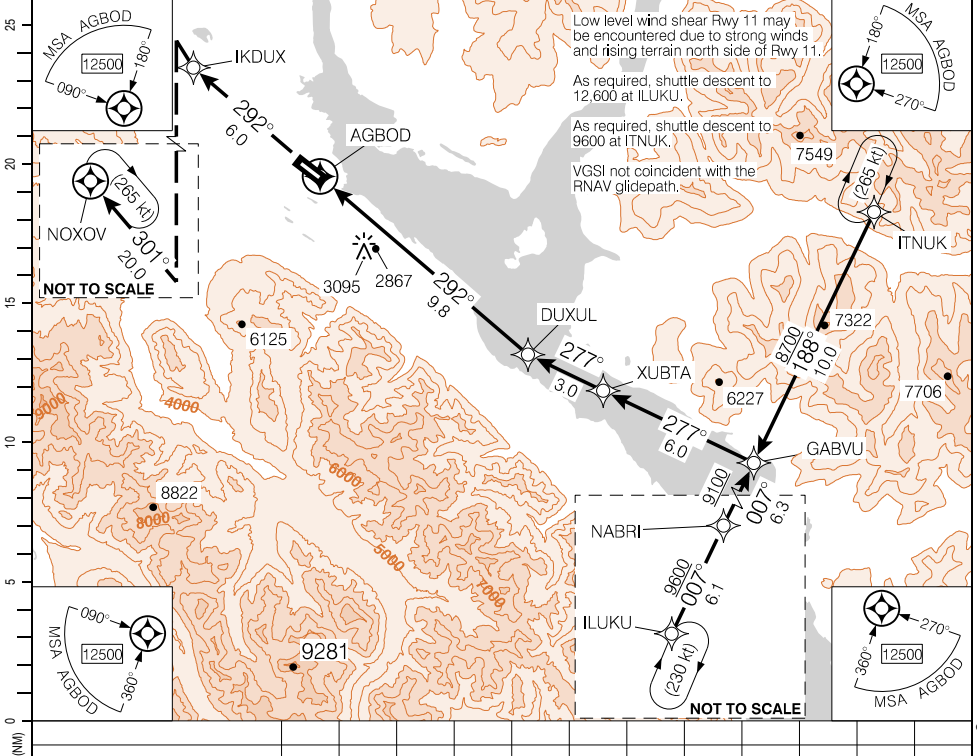 25
MSA AGBOD
12500
090°
180°
IKDUX
292°
6.0
AGBOD
Low level wind shear Rwy 11 may
be encountered due to strong winds
and rising terrain north side of Rwy 11.
As required, shuttle descent to
12,600 at ILUKU.
As required, shuttle descent to
9600 at ITNUK.
VGSI not coincident with the
RNAV glidepath.
MSA AGBOD
12500
180°
270°
7549
(265 kt)
ITNUK
20
(265 kt)
NOXOV
301°
20.0
NOT TO SCALE
3095
2867
292°
9.8
15
6125
DUXUL
277°
3.0
XUBTA
8700
188°
10.0
7322
6227
7706
9000
4000
10
277°
6.0
GABVU
6000
8822
8000
9100
007°
6.3
NABRI
5000
7000
5
9600
007°
6.1
ILUKU
(230 kt)
NOT TO SCALE
090°
MSA AGBOD
12500
360°
9281
270°
12500
360°
MSA AGBOD
0
(NM)